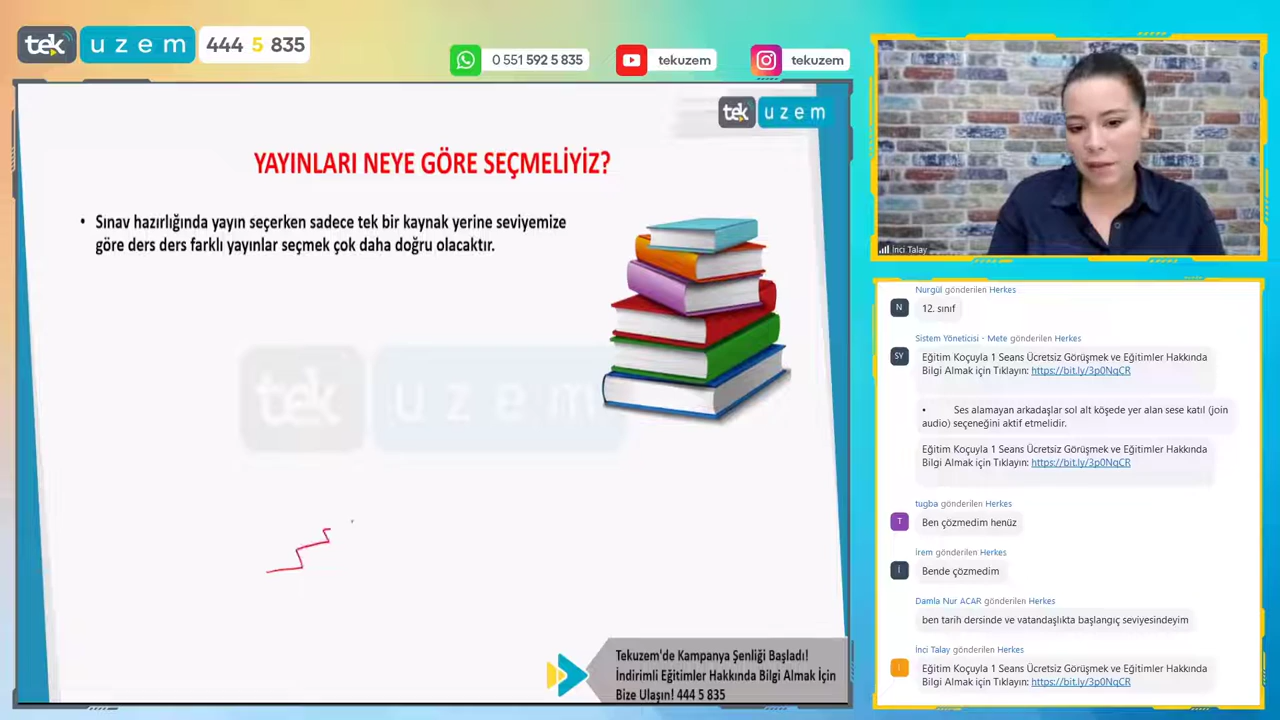 tek uzem 444 5 835
0 551 592 5 835
tekuzem
tekuzem
tek uzem
YAYINLARI NEYE GÖRE SEÇMELİYİZ?
• Sınav hazırlığında yayın seçerken sadece tek bir kaynak yerine seviyemize
göre ders ders farklı yayınlar seçmek çok daha doğru olacaktır.
tek uzem
Tekuzem'de Kampanya Şenliği Başladı!
İndirimli Eğitimler Hakkında Bilgi Almak İçin
Bize Ulaşın! 444 5 835
İnci Talay
Nurgül gönderilen Herkes
N
12. sınıf
Sistem Yöneticisi - Mete gönderilen Herkes
SY
Eğitim Koçuyla 1 Seans Ücretsiz Görüşmek ve Eğitimler Hakkında
Bilgi Almak için Tıklayın: https://bit.ly/3p0NqCR
• Ses alamayan arkadaşlar sol alt köşede yer alan sese katıl (join
audio) seçeneğini aktif etmelidir.
Eğitim Koçuyla 1 Seans Ücretsiz Görüşmek ve Eğitimler Hakkında
Bilgi Almak için Tıklayın: https://bit.ly/3p0NqCR
tugba gönderilen Herkes
T
Ben çözmedim henüz
İrem gönderilen Herkes
İ
Bende çözmedim
Damla Nur ACAR gönderilen Herkes
ben tarih dersinde ve vatandaşlıkta başlangıç seviyesindeyim
İnci Talay gönderilen Herkes
İ
Eğitim Koçuyla 1 Seans Ücretsiz Görüşmek ve Eğitimler Hakkında
Bilgi Almak için Tıklayın: https://bit.ly/3p0NqCR